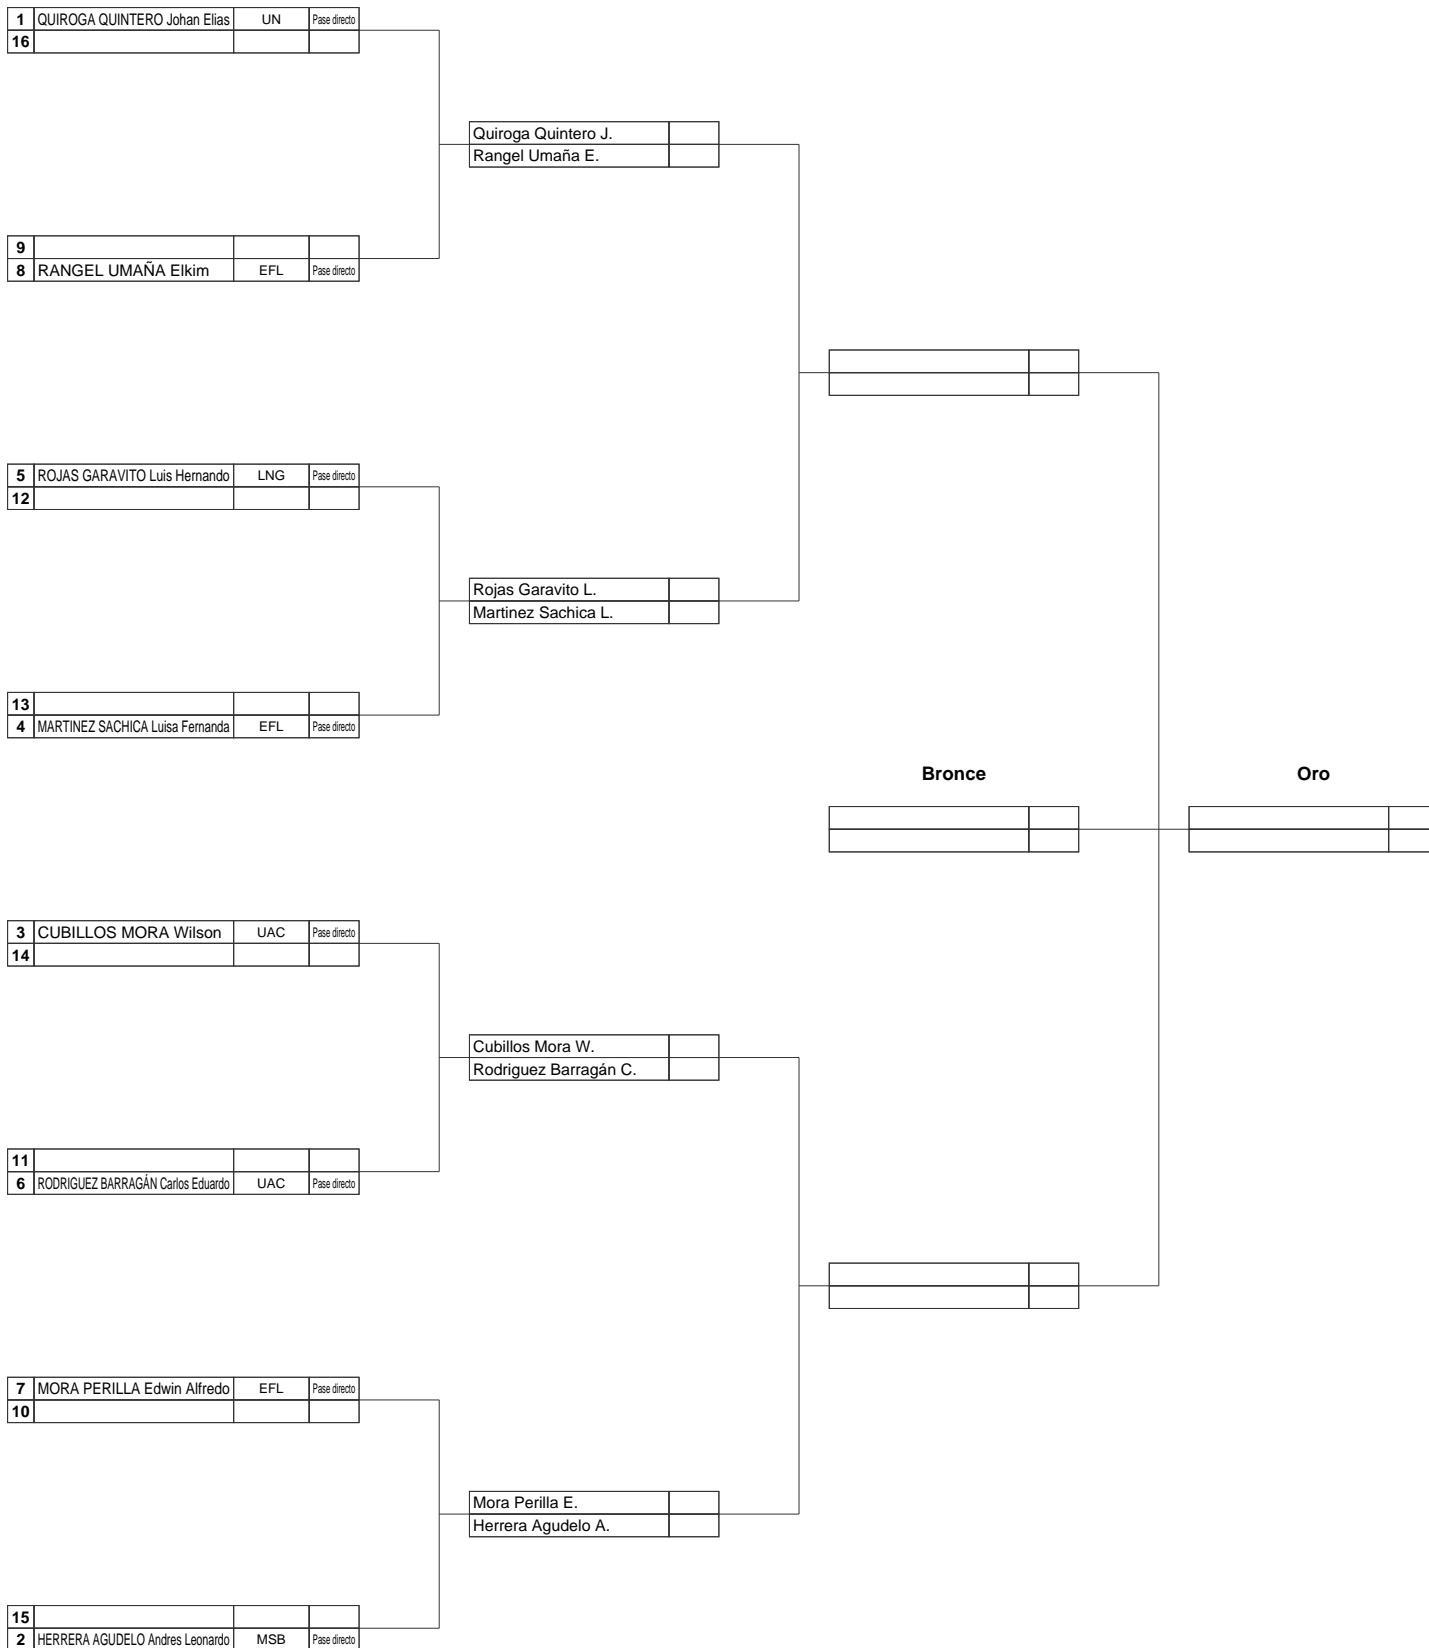 1 QUIROGA QUINTERO Johan Elias UN Pase directo
16
Quiroga Quintero J.
Rangel Umaña E.
9
8 RANGEL UMAÑA Elkim EFL Pase directo
5 ROJAS GARAVITO Luis Hernando LNG Pase directo
12
Rojas Garavito L.
Martinez Sachica L.
13
4 MARTINEZ SACHICA Luisa Fernanda EFL Pase directo
Bronce Oro
3 CUBILLOS MORA Wilson UAC Pase directo
14
Cubillos Mora W.
Rodriguez Barragán C.
11
6 RODRIGUEZ BARRAGÁN Carlos Eduardo UAC Pase directo
7 MORA PERILLA Edwin Alfredo EFL Pase directo
10
Mora Perilla E.
Herrera Agudelo A.
15
2 HERRERA AGUDELO Andres Leonardo MSB Pase directo